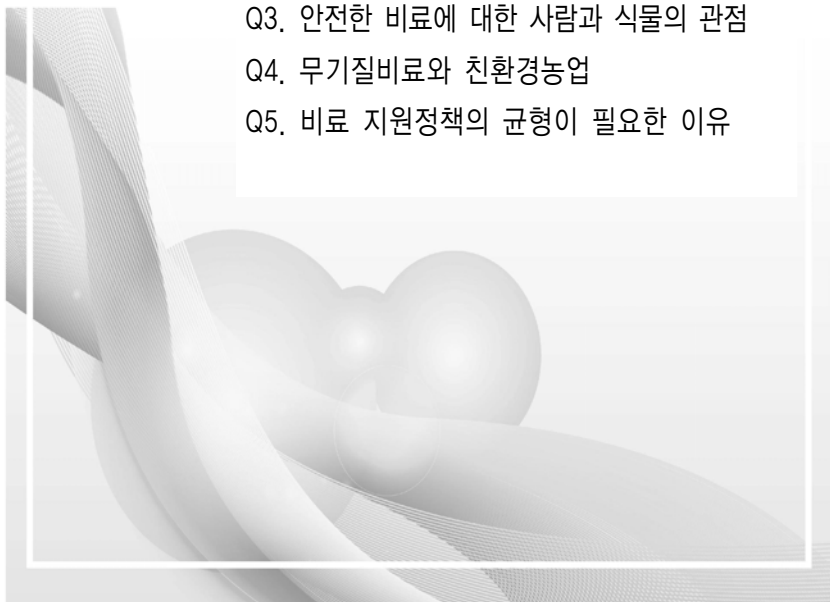 Q3. 안전한 비료에 대한 사람과 식물의 관점
Q4. 무기질비료와 친환경농업
Q5. 비료 지원정책의 균형이 필요한 이유